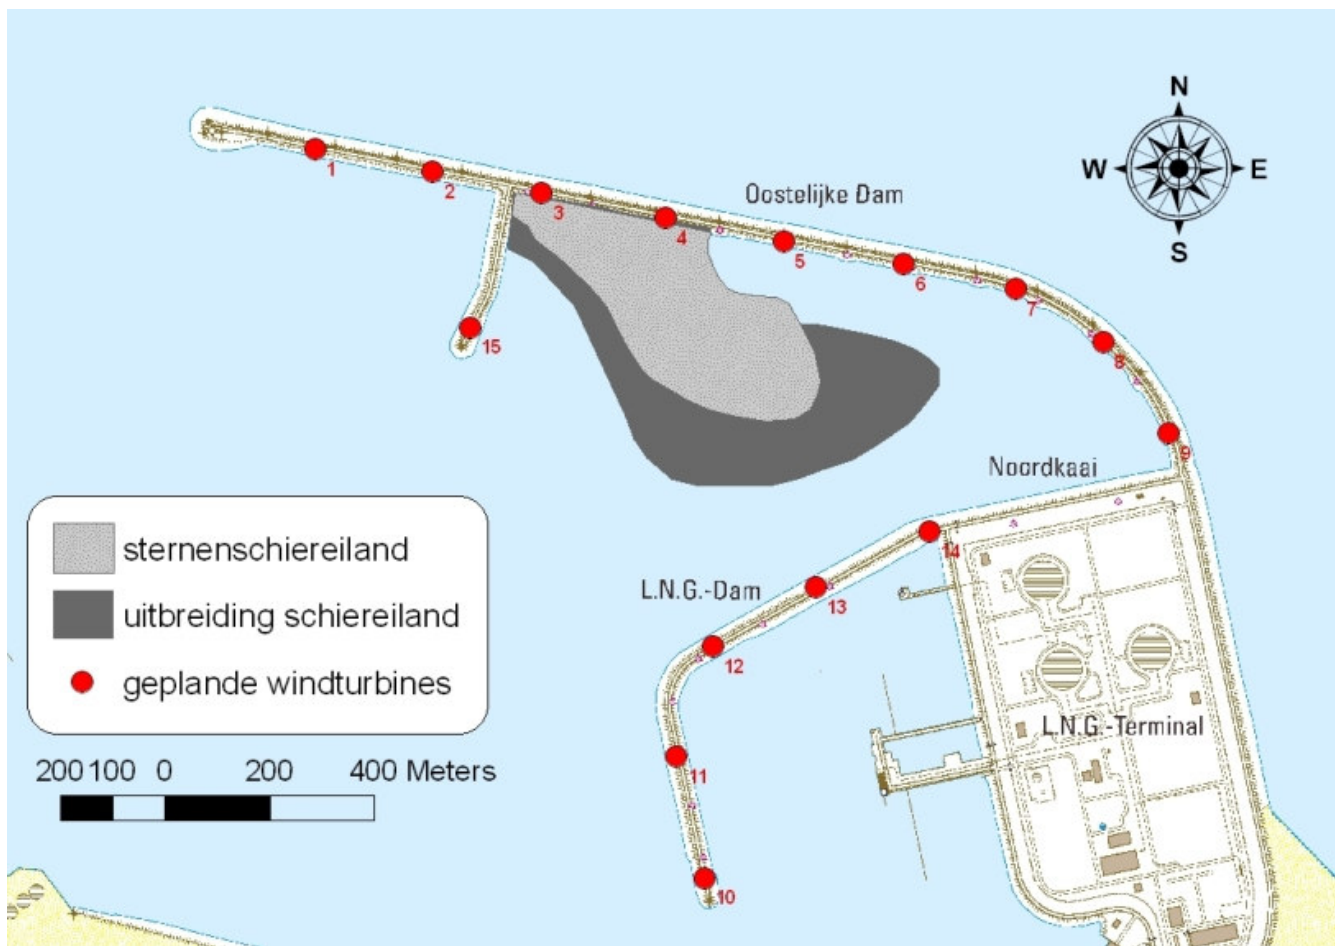 N
W E
S
Oostelijke Dam
1
2
3
4
5
6
7
8
15
9
Noordkaai
14
sternenschiereiland
uitbreiding schiereiland
geplande windturbines
L.N.G.-Dam
13
12
L.N.G.-Terminal
11
200 100 0 200 400 Meters
10